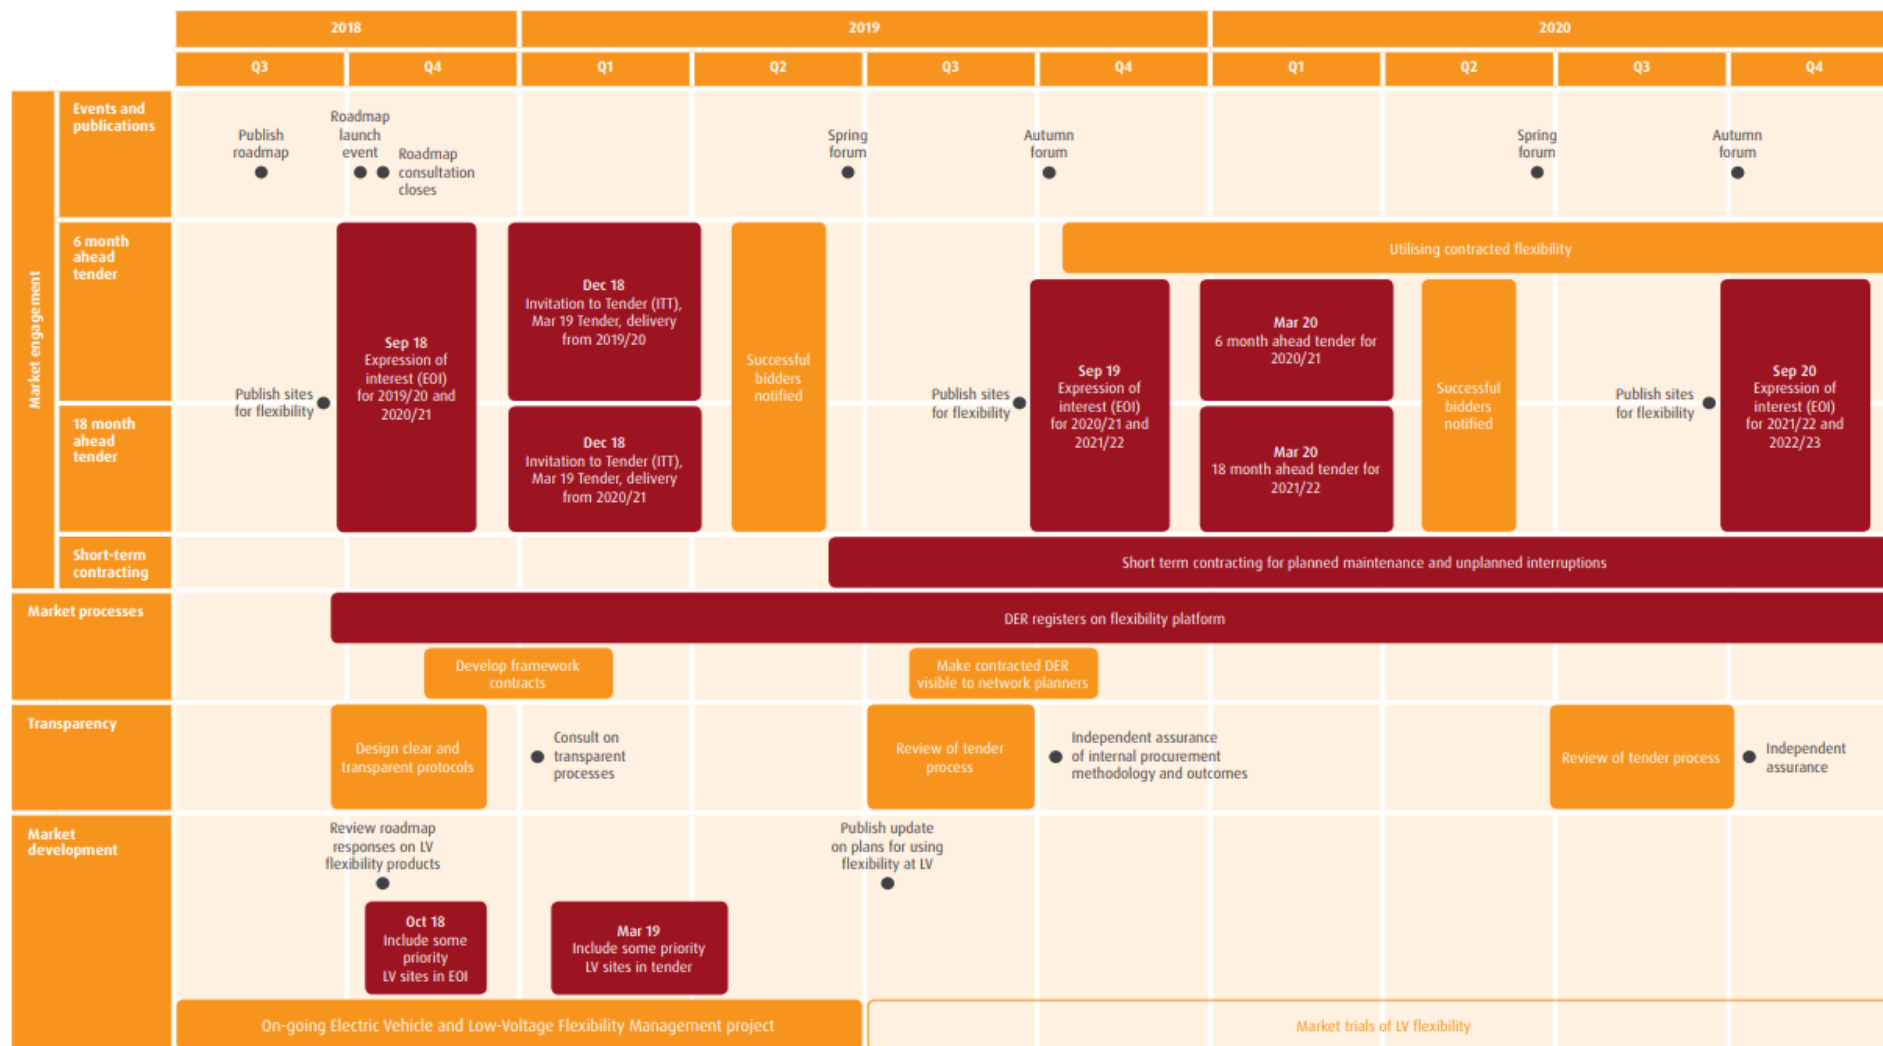 2018
2019
2020
Q3
Q4
Q1
Q2
Q3
Q4
Q1
Q2
Q3
Q4
Market engagement
Events and
publications
Publish
roadmap
Roadmap
launch
event
Roadmap
consultation
closes
Spring
forum
Autumn
forum
Spring
forum
Autumn
forum
6 month
ahead
tender
18 month
ahead
tender
Publish sites
for flexibility
Sep 18
Expression of
interest (EOI)
for 2019/20 and
2020/21
Dec 18
Invitation to Tender (ITT),
Mar 19 Tender, delivery
from 2019/20
Dec 18
Invitation to Tender (ITT),
Mar 19 Tender, delivery
from 2020/21
Successful
bidders
notified
Utilising contracted flexibility
Publish sites
for flexibility
Sep 19
Expression of
interest (EOI)
for 2020/21 and
2021/22
Mar 20
6 month ahead tender for
2020/21
Mar 20
18 month ahead tender for
2021/22
Successful
bidders
notified
Publish sites
for flexibility
Sep 20
Expression of
interest (EOI)
for 2021/22 and
2022/23
Short-term
contracting
Short term contracting for planned maintenance and unplanned interruptions
Market processes
DER registers on flexibility platform
Develop framework
contracts
Make contracted DER
visible to network planners
Transparency
Design clear and
transparent protocols
Consult on
transparent
processes
Review of tender
process
Independent assurance
of internal procurement
methodology and outcomes
Review of tender process
Independent
assurance
Market
development
Review roadmap
responses on LV
flexibility products
Publish update
on plans for using
flexibility at LV
Oct 18
Include some
priority
LV sites in EOI
Mar 19
Include some priority
LV sites in tender
On-going Electric Vehicle and Low-Voltage Flexibility Management project
Market trials of LV flexibility